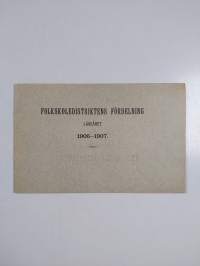 FOLKSKOLEDISTRIKTENS FÖRDELNING
LÄSÅRET
1906–1907.